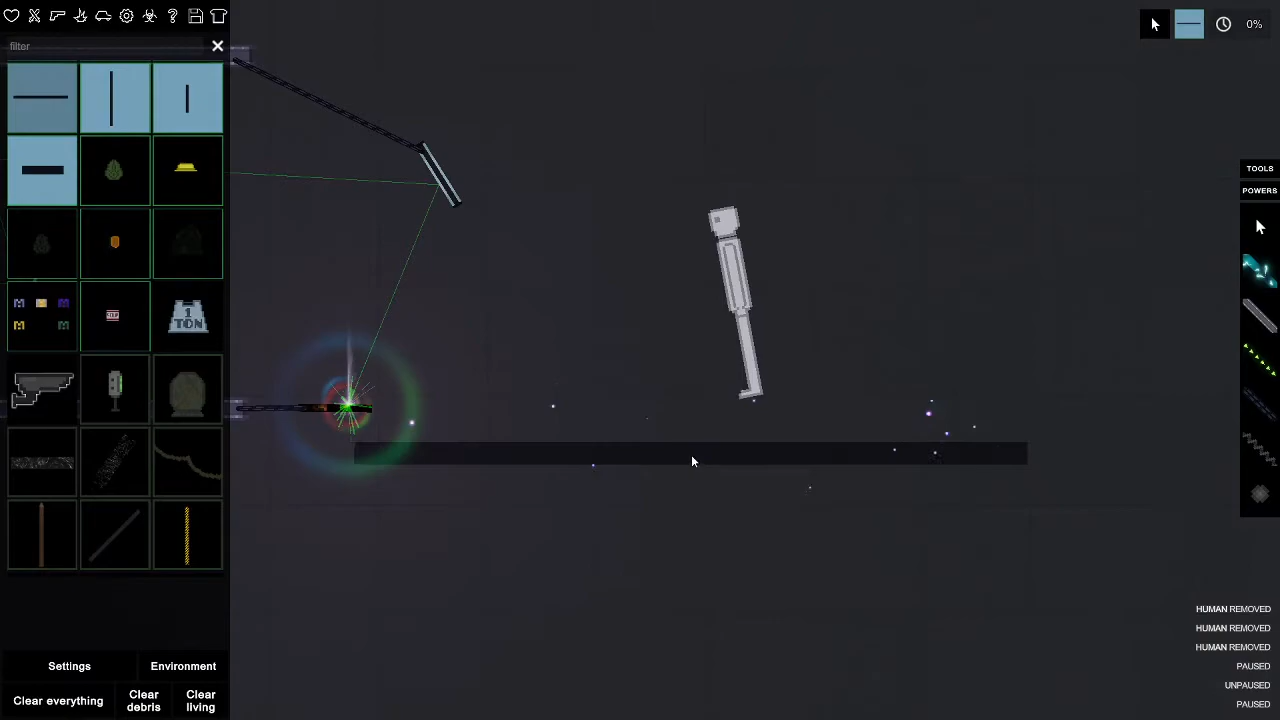 0%
filter
TOOLS
POWERS
1
TON
HUMAN REMOVED
HUMAN REMOVED
HUMAN REMOVED
PAUSED
UNPAUSED
PAUSED
Settings
Environment
Clear everything
Clear debris
Clear living